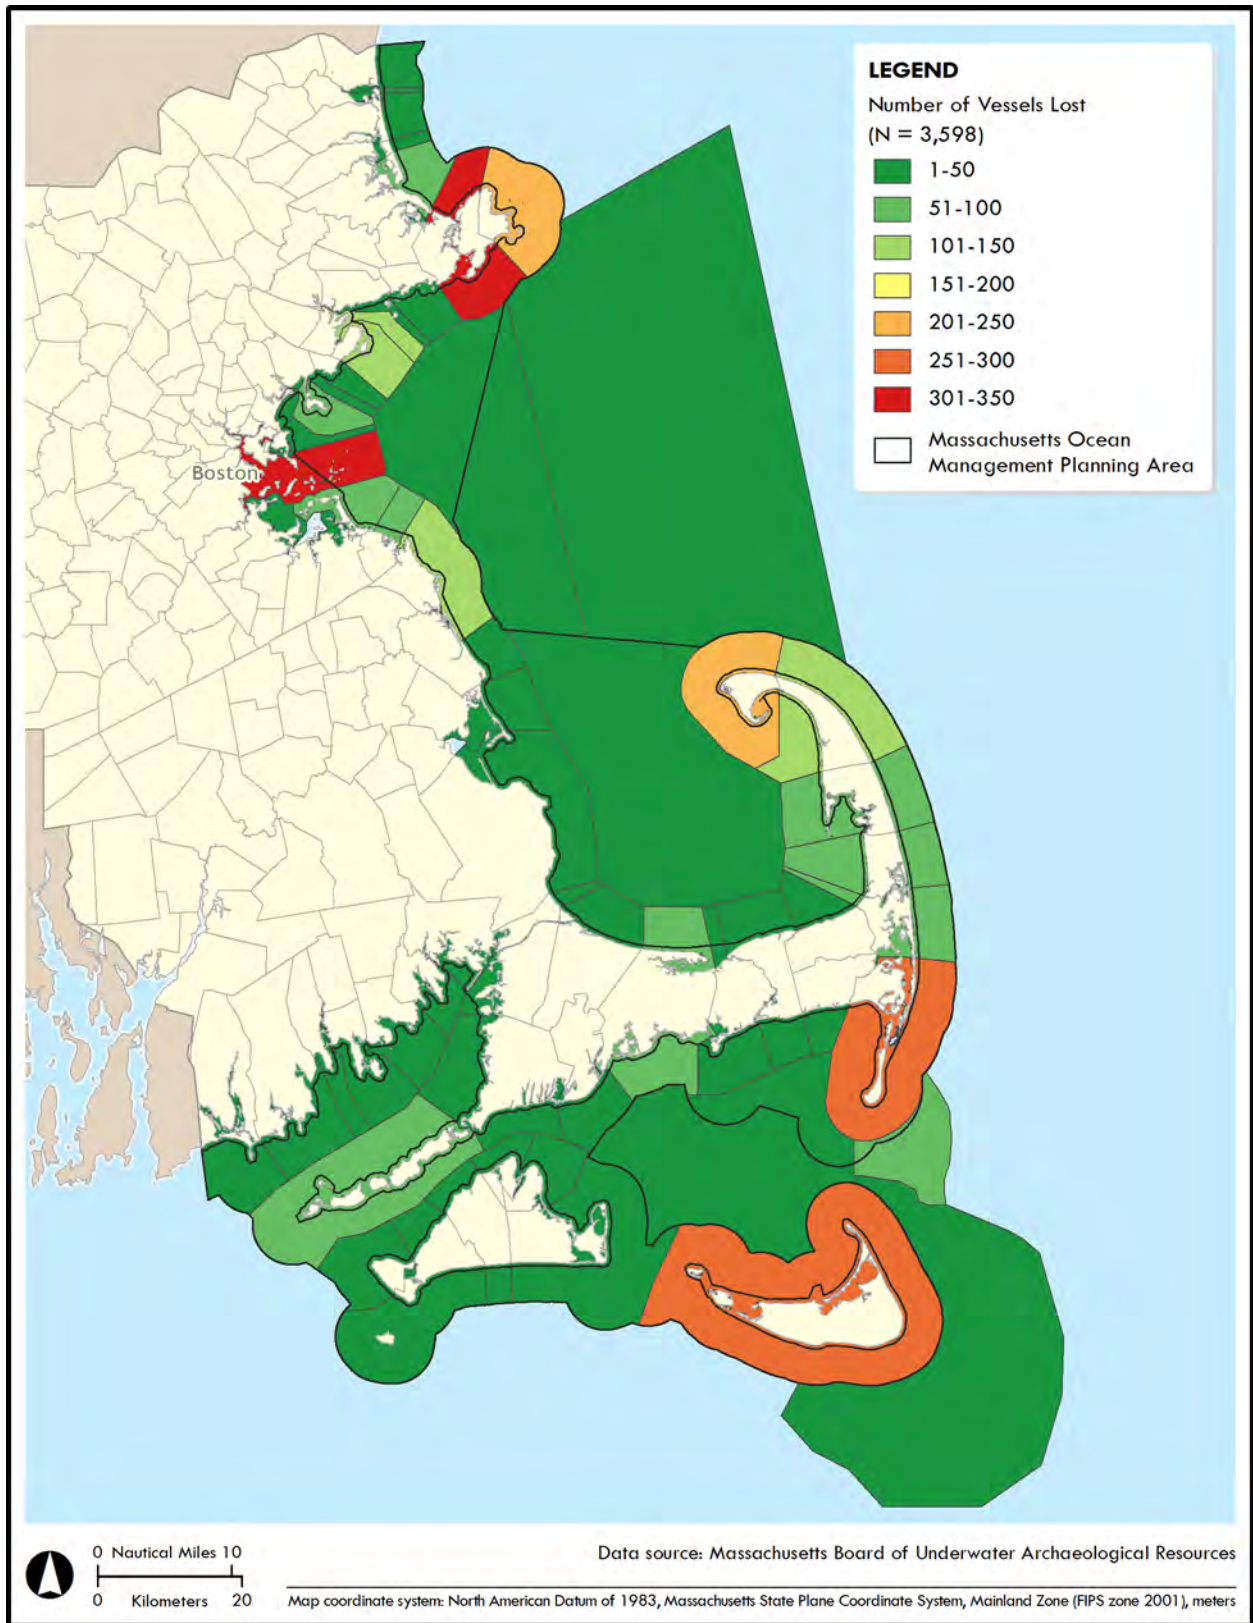 LEGEND
Number of Vessels Lost
(N = 3,598)
1-50
51-100
101-150
151-200
201-250
251-300
301-350
Massachusetts Ocean
Management Planning Area
Boston
0 Nautical Miles 10
0 Kilometers 20
Data source: Massachusetts Board of Underwater Archaeological Resources
Map coordinate system: North American Datum of 1983, Massachusetts State Plane Coordinate System, Mainland Zone (FIPS zone 2001), meters